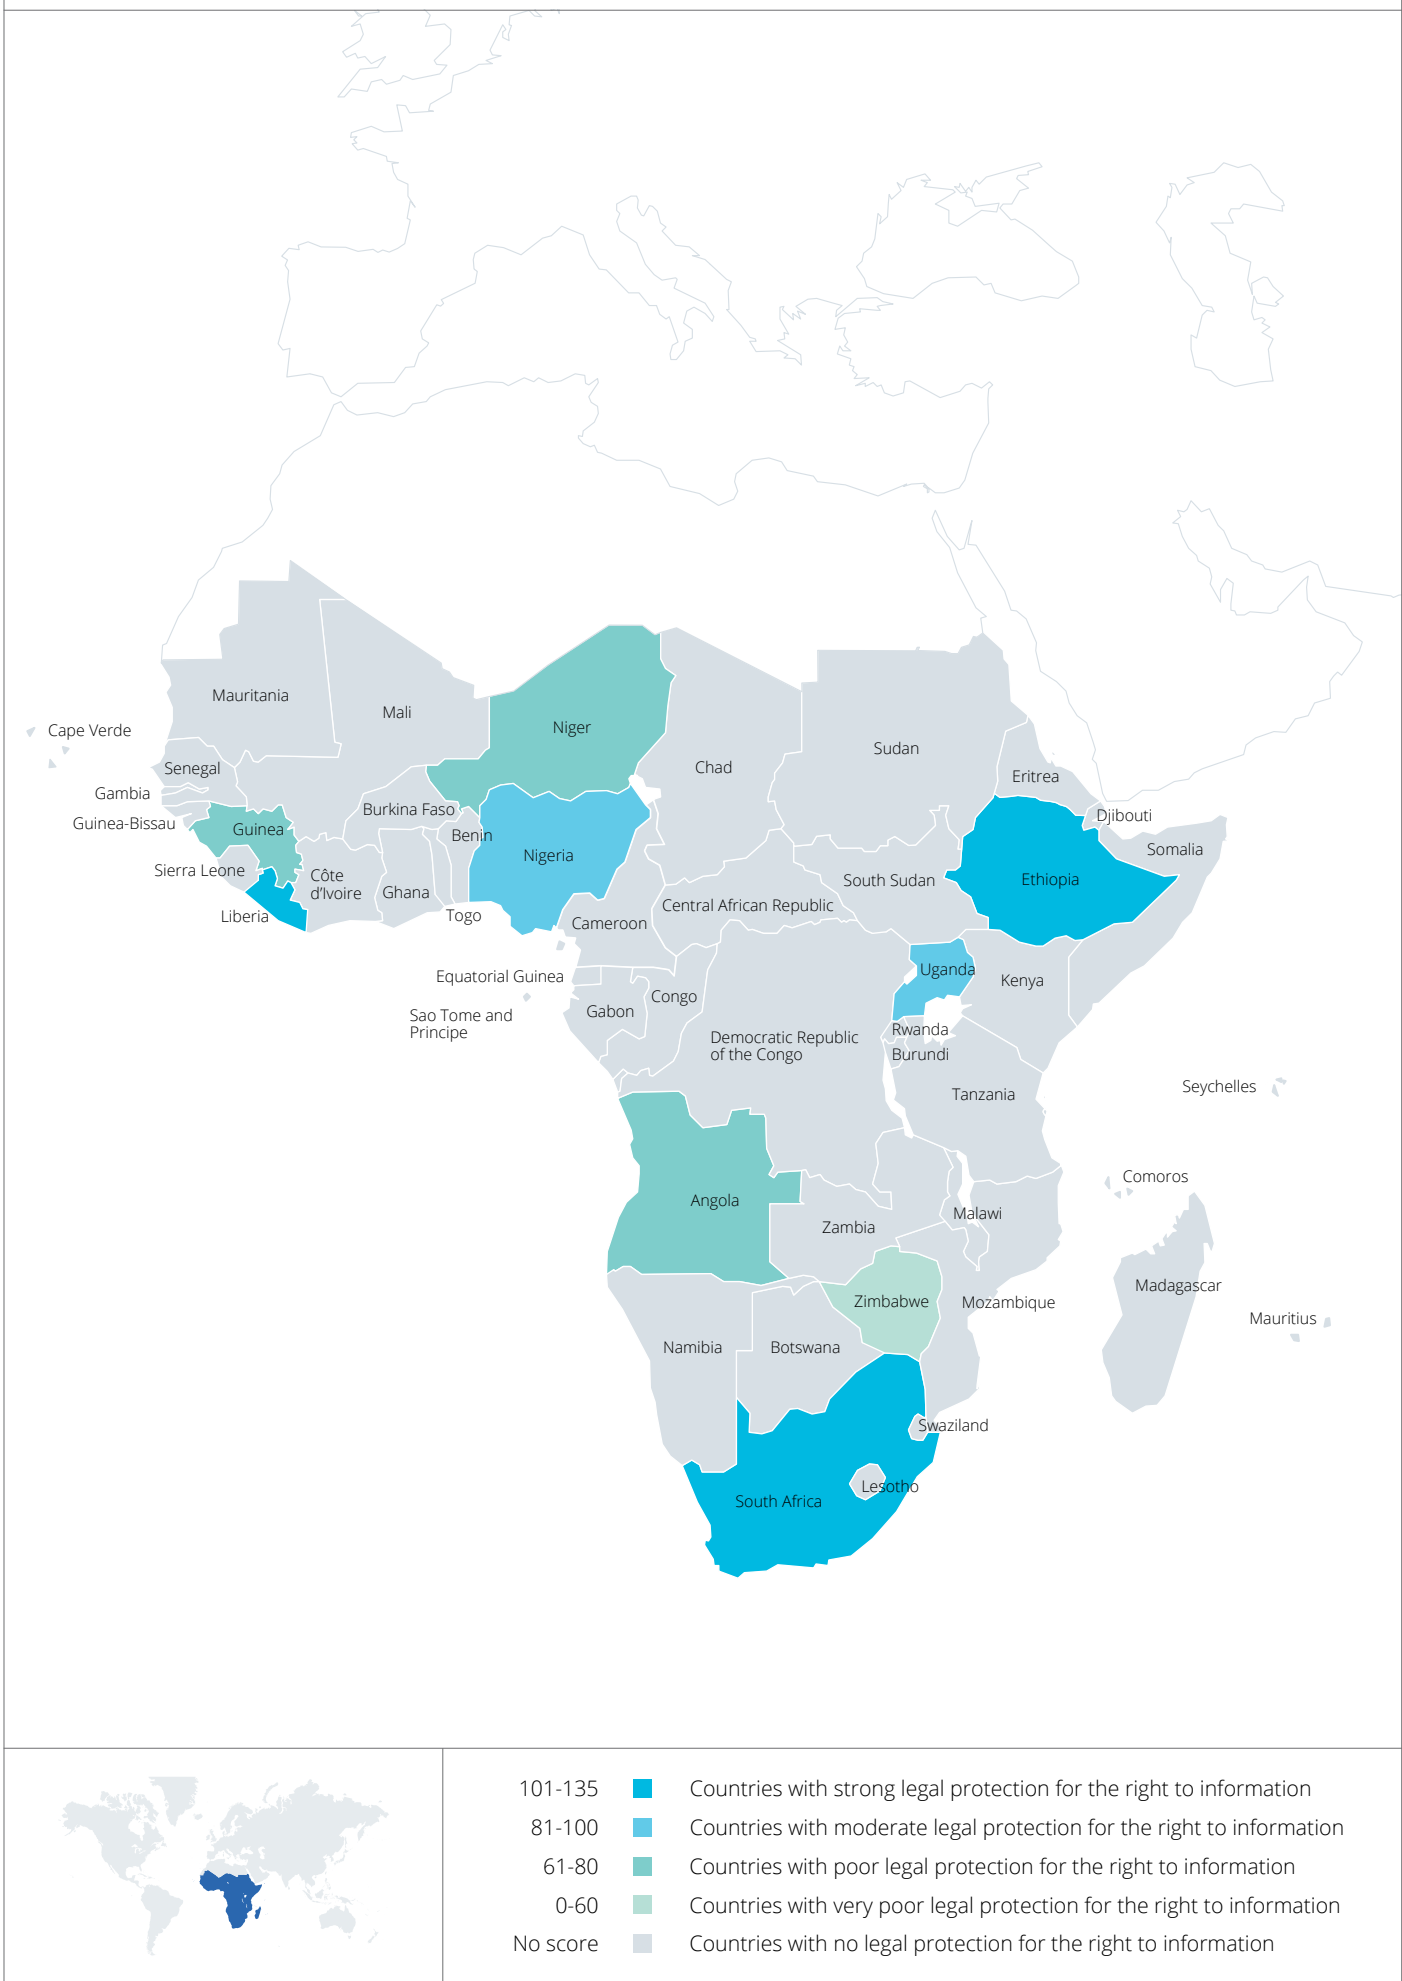 Mauritania
Mali
Niger
Cape Verde
Chad
Sudan
Senegal
Eritrea
Gambia
Burkina Faso
Djibouti
Guinea-Bissau
Guinea
Benin
Somalia
Nigeria
Sierra Leone
Côte
d'Ivoire
Ghana
South Sudan
Ethiopia
Central African Republic
Liberia
Togo
Cameroon
Uganda
Equatorial Guinea
Kenya
Congo
Gabon
Sao Tome and
Principe
Rwanda
Democratic Republic
of the Congo
Burundi
Seychelles
Tanzania
Comoros
Angola
Malawi
Zambia
Madagascar
Zimbabwe
Mozambique
Mauritius
Namibia
Botswana
Swaziland
Lesotho
South Africa
101-135 Countries with strong legal protection for the right to information
81-100 Countries with moderate legal protection for the right to information
61-80 Countries with poor legal protection for the right to information
0-60 Countries with very poor legal protection for the right to information
No score Countries with no legal protection for the right to information